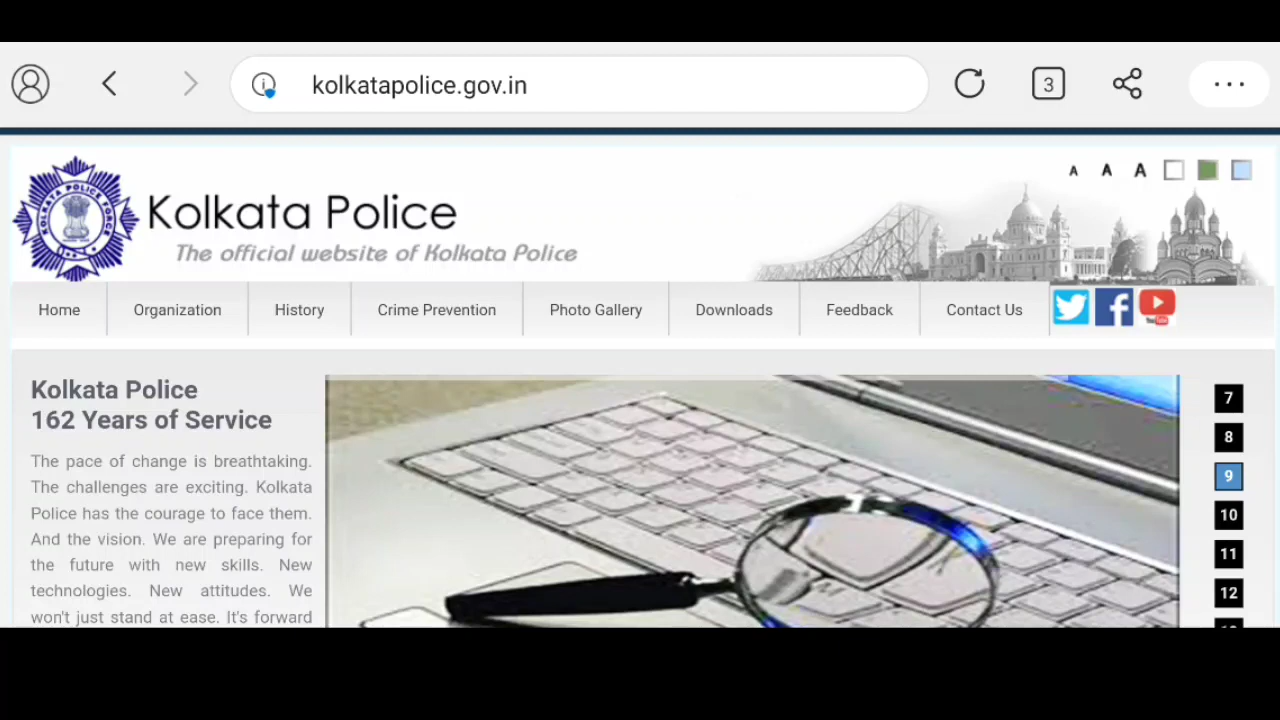 kolkatapolice.gov.in
3
A A A
KOLKATA POLICE FORCE
Kolkata Police
The official website of Kolkata Police
Home
Organization
History
Crime Prevention
Photo Gallery
Downloads
Feedback
Contact Us
Kolkata Police
162 Years of Service
The pace of change is breathtaking.
The challenges are exciting. Kolkata
Police has the courage to face them.
And the vision. We are preparing for
the future with new skills. New
technologies. New attitudes. We
won't just stand at ease. It's forward
7
8
9
10
11
12